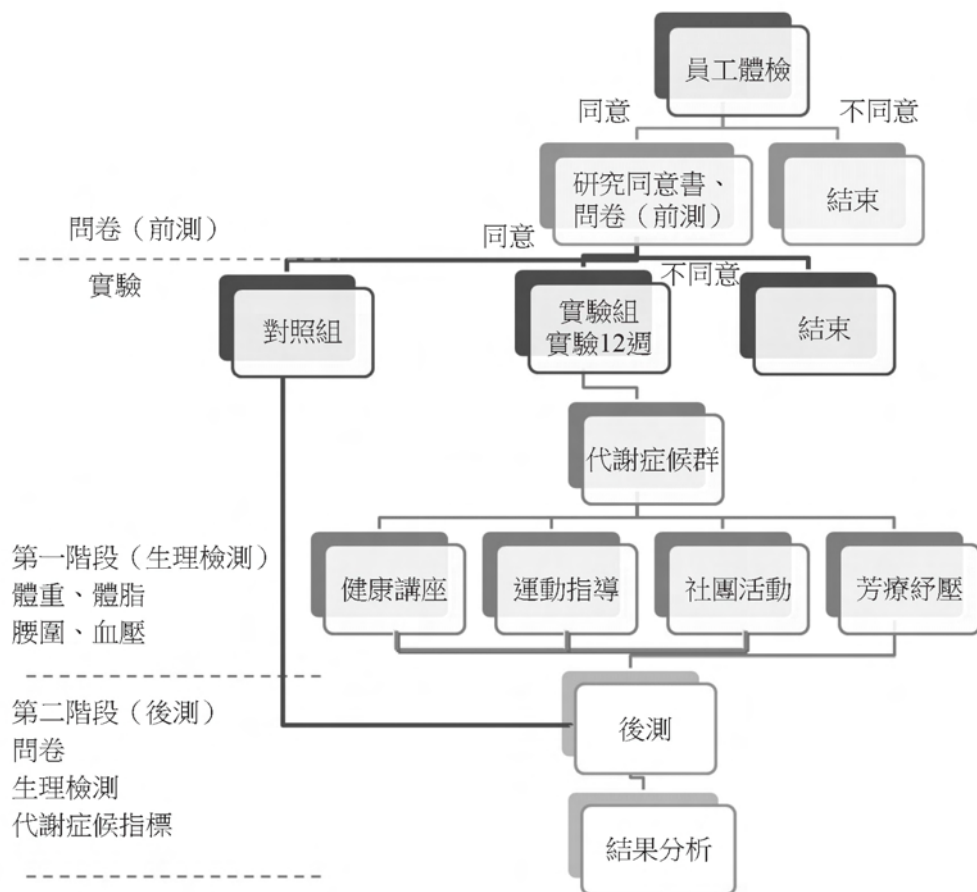 員工體檢
同意
不同意
研究同意書、
問卷（前測）
結束
問卷（前測）
同意
實驗
不同意
對照組
實驗組
實驗12週
結束
代謝症候群
第一階段（生理檢測）
體重、體脂
腰圍、血壓
健康講座
運動指導
社團活動
芳療紓壓
第二階段（後測）
問卷
生理檢測
代謝症候指標
後測
結果分析